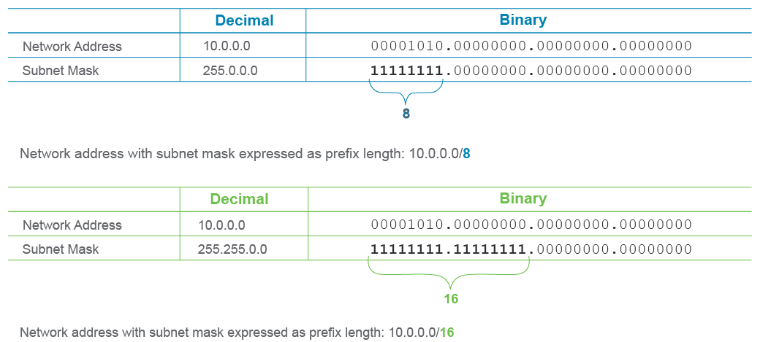 Decimal Binary
Network Address 10.0.0.0 00001010.00000000.00000000.00000000
Subnet Mask 255.0.0.0 11111111.00000000.00000000.00000000
8
Network address with subnet mask expressed as prefix length: 10.0.0.0/8
Decimal Binary
Network Address 10.0.0.0 00001010.00000000.00000000.00000000
Subnet Mask 255.255.0.0 11111111.11111111.00000000.00000000
16
Network address with subnet mask expressed as prefix length: 10.0.0.0/16